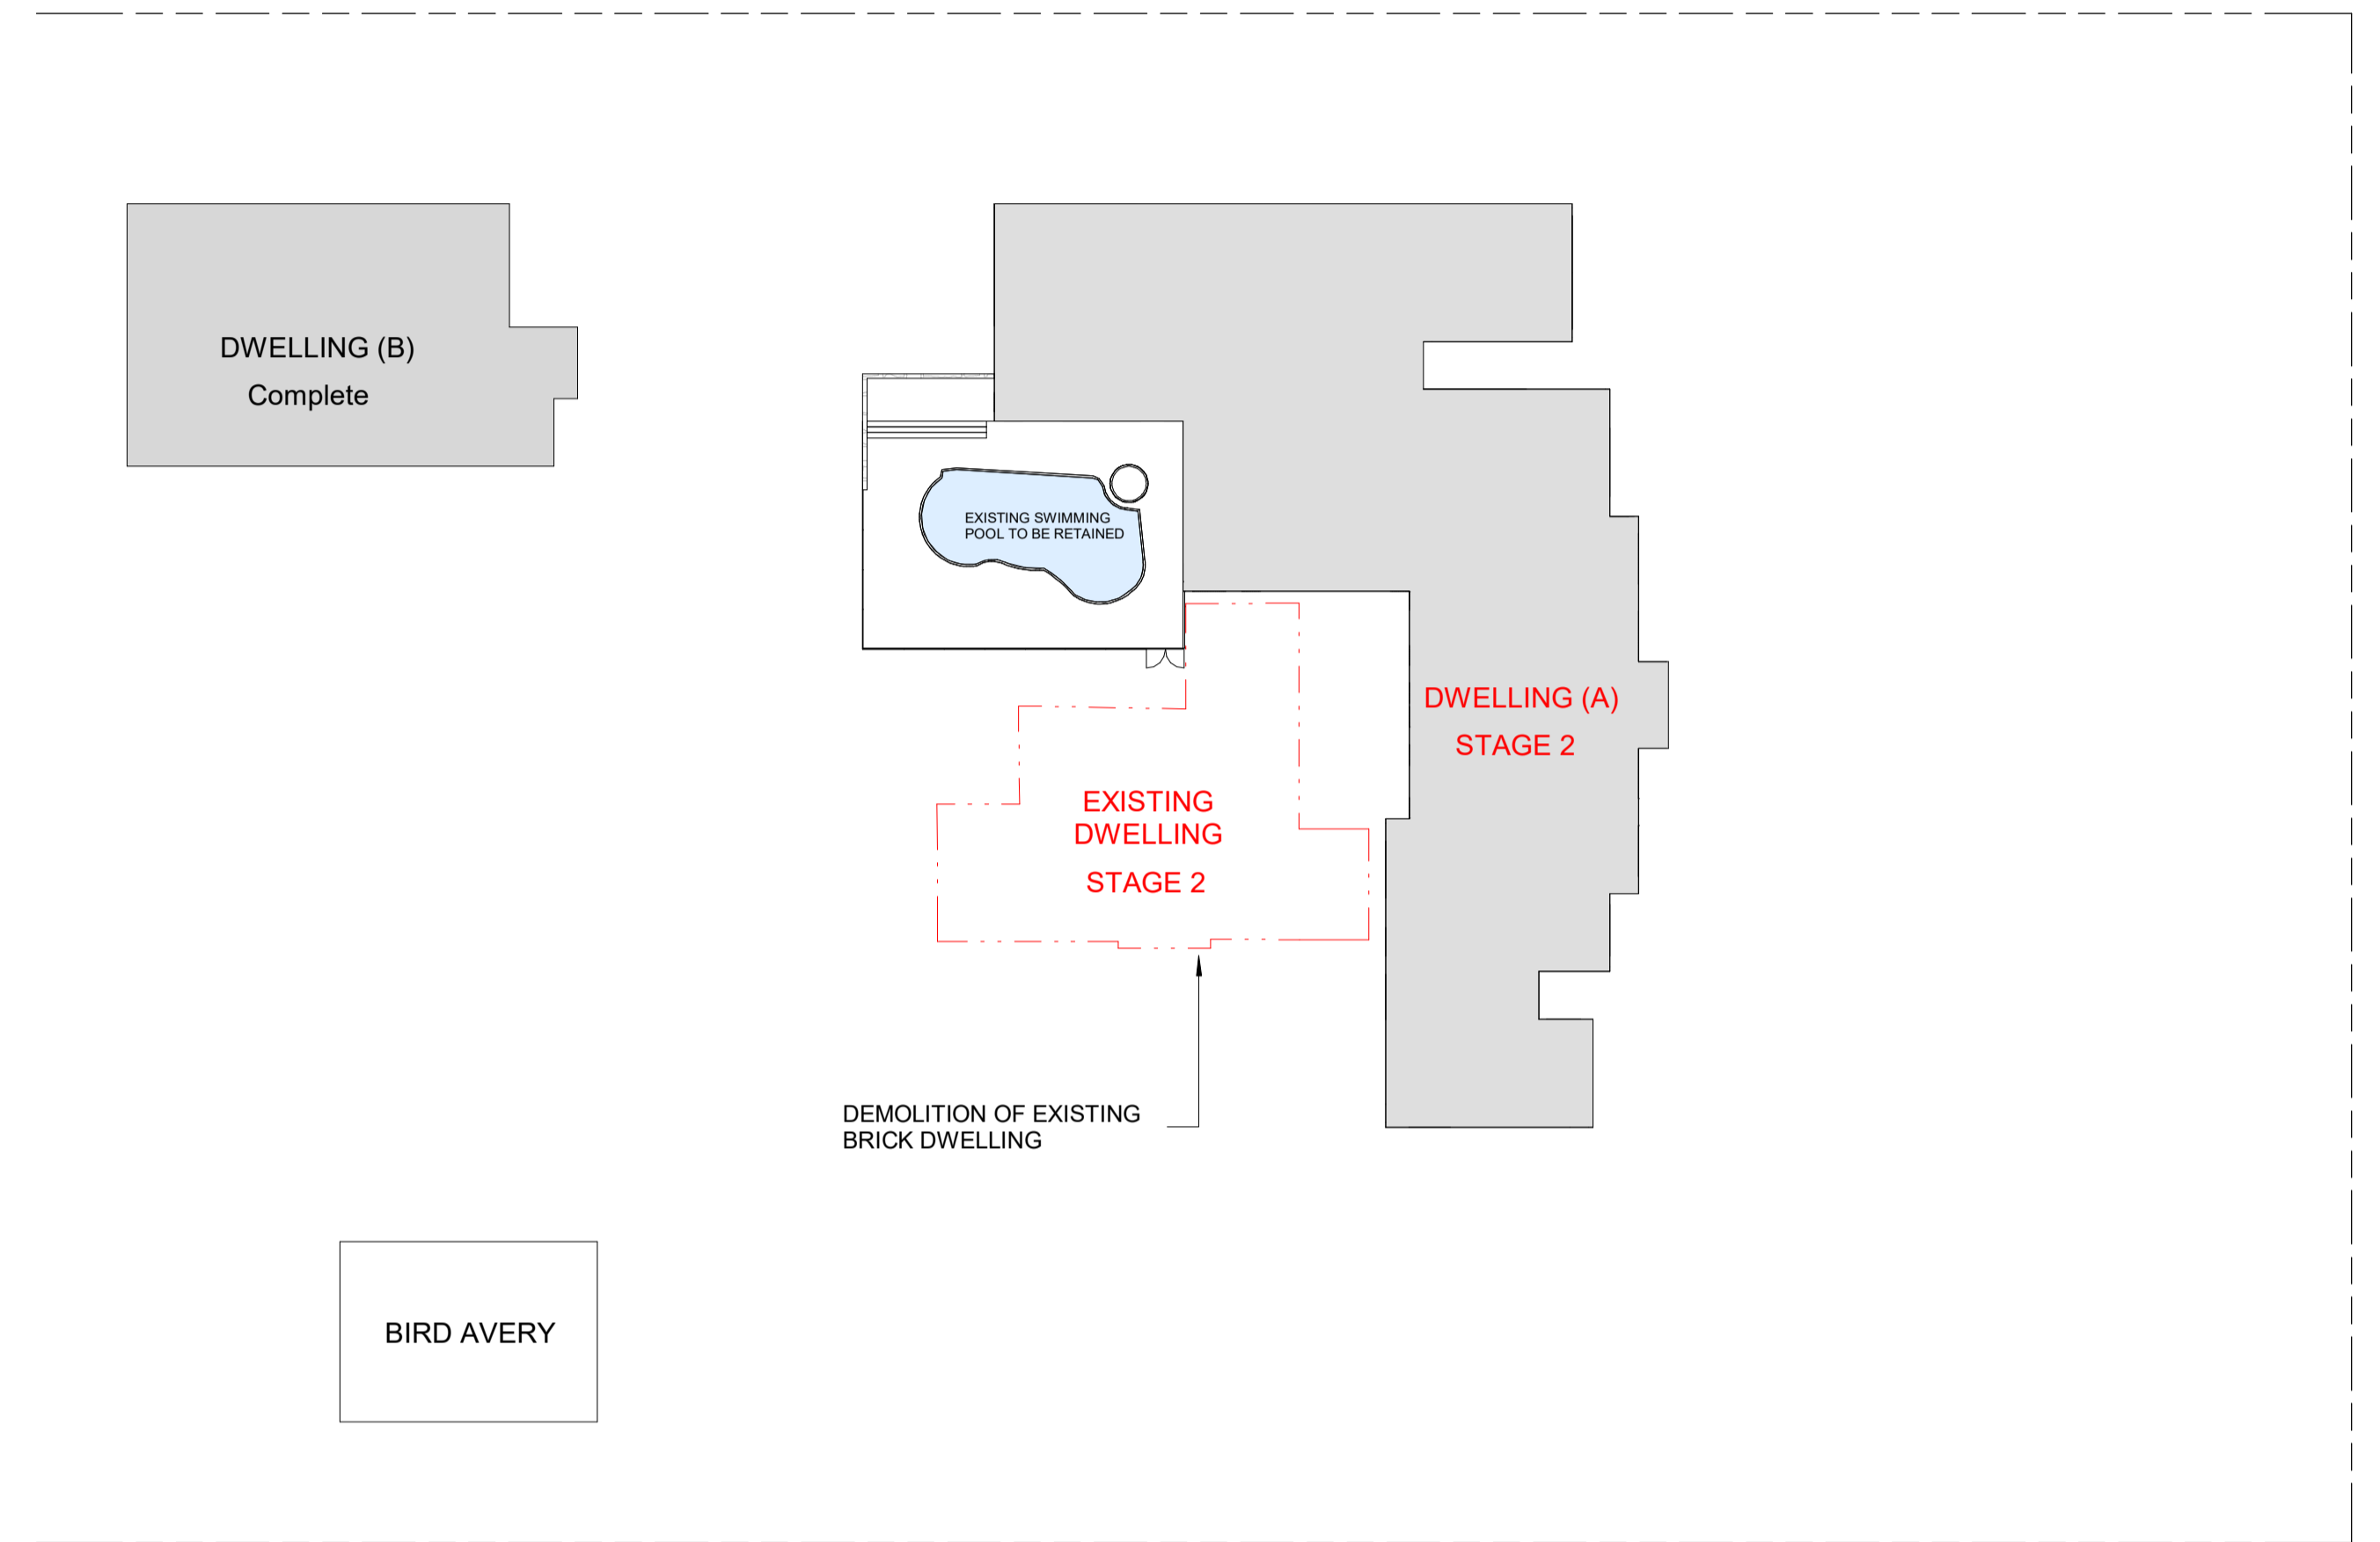 DWELLING (B)
Complete
EXISTING SWIMMING
POOL TO BE RETAINED
DWELLING (A)
STAGE 2
EXISTING
DWELLING
STAGE 2
DEMOLITION OF EXISTING
BRICK DWELLING
BIRD AVERY